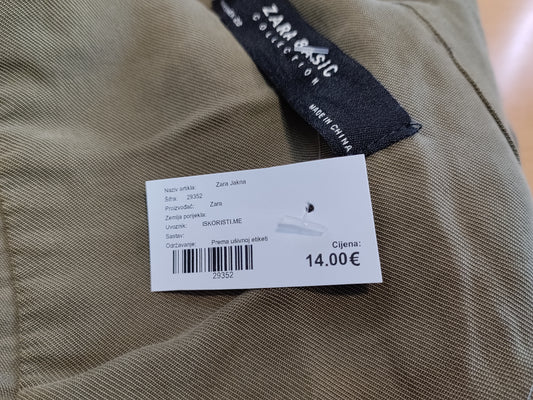 ZARA BASIC
COLLECTION
MADE IN CHINA
Naziv artikla: Zara Jakna
Šifra: 29352
Proizvođač: Zara
Zemlja porijekla:
Uvoznik: ISKORISTI.ME
Sastav:
Održavanje: Prema ušivnoj etiketi
29352
Cijena:
14.00€